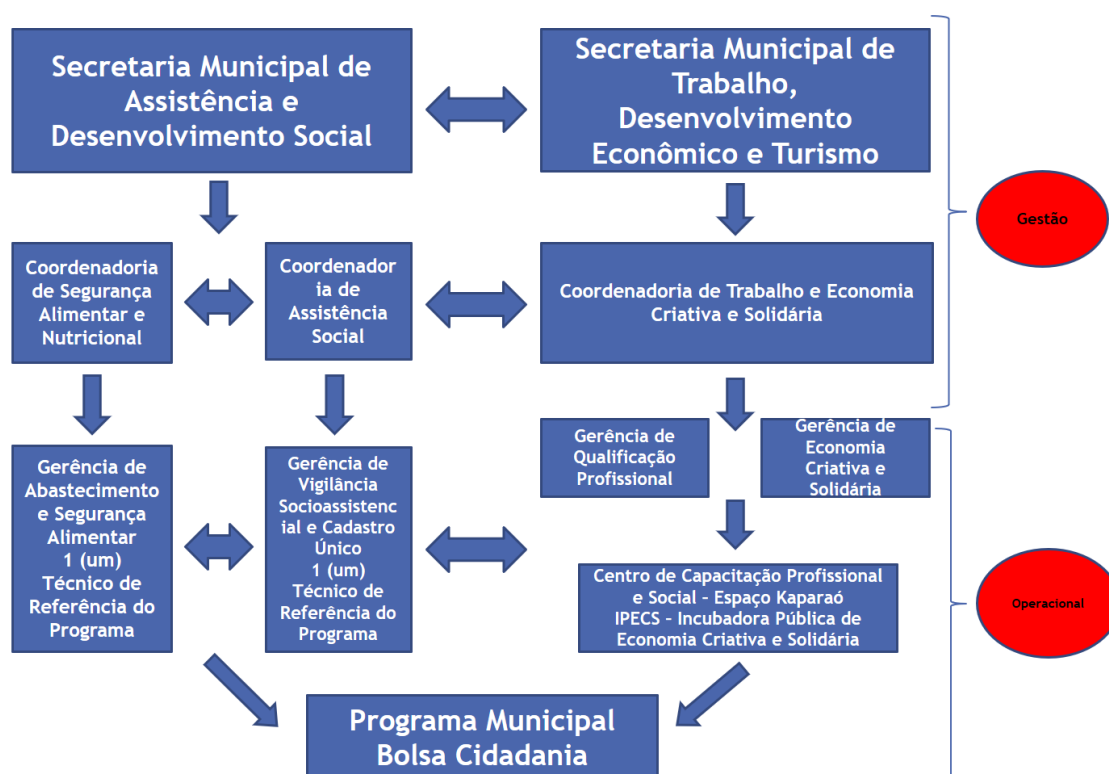 Secretaria Municipal de
Assistência e
Desenvolvimento Social
Secretaria Municipal de
Trabalho,
Desenvolvimento
Econômico e Turismo
Gestão
Coordenadoria
de Segurança
Alimentar e
Nutricional
Coordenador
ia de
Assistência
Social
Coordenadoria de Trabalho e Economia
Criativa e Solidária
Gerência de
Qualificação
Profissional
Gerência de
Economia
Criativa e
Solidária
Gerência de
Abastecimento
e Segurança
Alimentar
1 (um)
Técnico de
Referência do
Programa
Gerência de
Vigilância
Socioassistenc
ial e Cadastro
Único
1 (um)
Técnico de
Referência do
Programa
Centro de Capacitação Profissional
e Social – Espaço Kaparaó
IPECS – Incubadora Pública de
Economia Criativa e Solidária
Operacional
Programa Municipal
Bolsa Cidadania